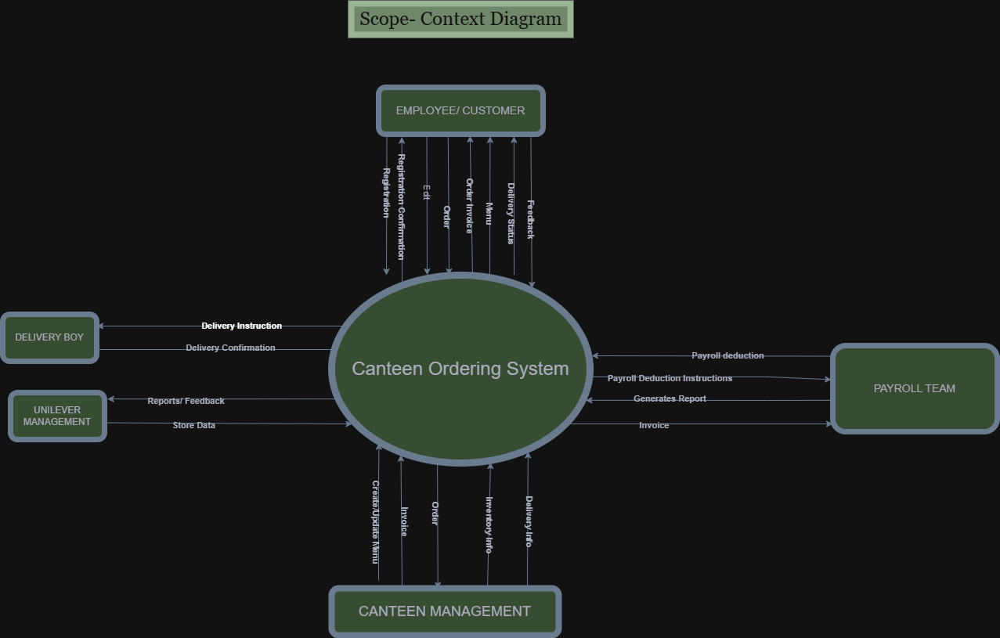 Scope- Context Diagram
EMPLOYEE/ CUSTOMER
Registration
Registration Confirmation
Edit
Order
Order Invoice
Menu
Delivery Status
Feedback
Delivery Instruction
DELIVERY BOY
Delivery Confirmation
Canteen Ordering System
Payroll deduction
Payroll Deduction Instructions
PAYROLL TEAM
Generates Report
Invoice
Reports/ Feedback
UNILEVER
MANAGEMENT
Store Data
Create/Update Menu
Invoice
Order
Inventory Info
Delivery Info
CANTEEN MANAGEMENT